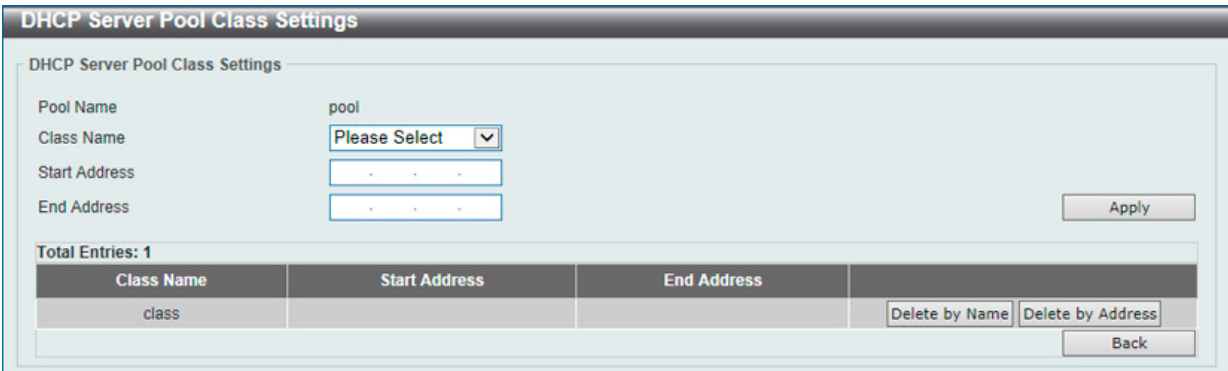 DHCP Server Pool Class Settings
DHCP Server Pool Class Settings
Pool Name pool
Class Name Please Select
Start Address . . .
End Address . . . Apply
Total Entries: 1
Class Name Start Address End Address
class Delete by Name Delete by Address
Back